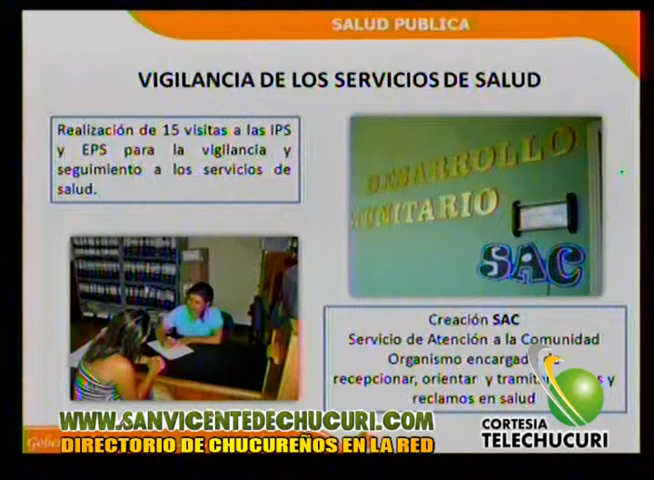 SALUD PUBLICA
VIGILANCIA DE LOS SERVICIOS DE SALUD
Realización de 15 visitas a las IPS
y EPS para la vigilancia y
seguimiento a los servicios de
salud.
DESARROLLO
UNITARIO
SAC
Creación SAC
Servicio de Atención a la Comunidad
Organismo encargad
recepcionar, orientar y tramit s y
reclamos en salud
WWW.SANVICENTEDECHUCURI.COM
DIRECTORIO DE CHUCUREÑOS EN LA RED
CORTESIA
TELECHUCURI